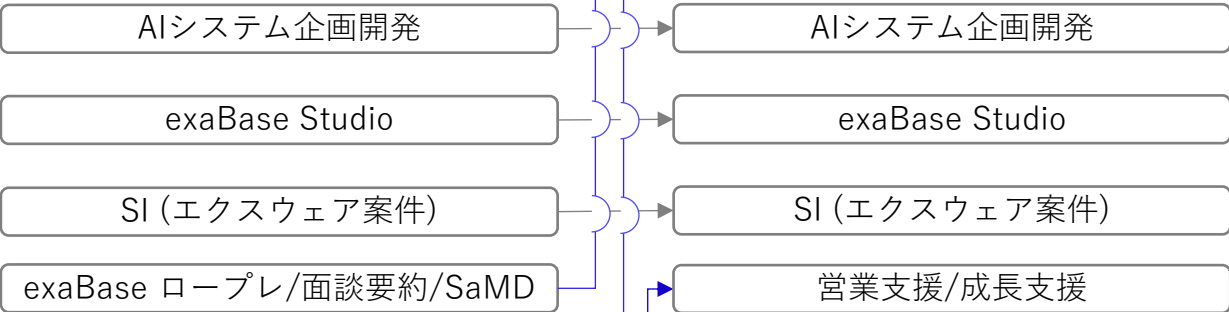 AIシステム企画開発
AIシステム企画開発
exaBase Studio
exaBase Studio
SI (エクスウェア案件)
SI (エクスウェア案件)
exaBase ロープレ/面談要約/SaMD
営業支援/成長支援